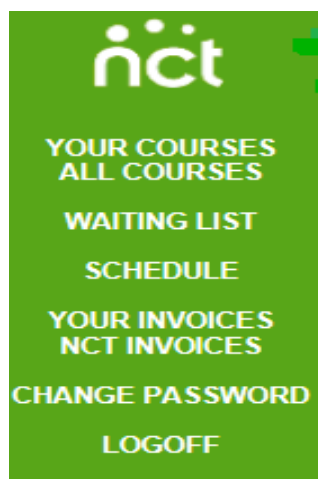 nct
YOUR COURSES
ALL COURSES
WAITING LIST
SCHEDULE
YOUR INVOICES
NCT INVOICES
CHANGE PASSWORD
LOGOFF